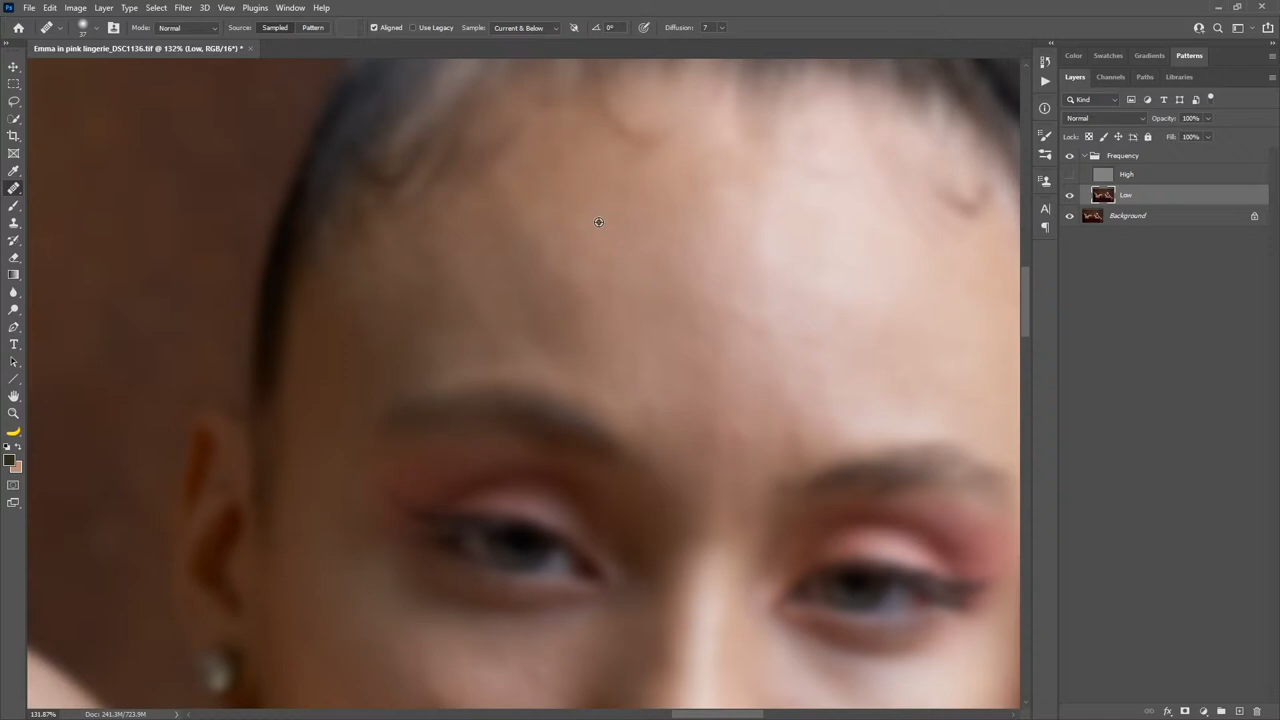 File Edit Image Layer Type Select Filter 3D View Plugins Window Help
37 Mode: Normal Source: Sampled Pattern Aligned Use Legacy Sample: Current & Below 0° Diffusion: 7
Emma in pink lingerie_DSC1136.tif @ 132% (Low, RGB/16*) *
Color Swatches Gradients Patterns
Layers Channels Paths Libraries
Kind
Normal Opacity: 100%
Lock: Fill: 100%
Frequency
High
Low
Background
131.87% Doc: 241.3M/723.9M